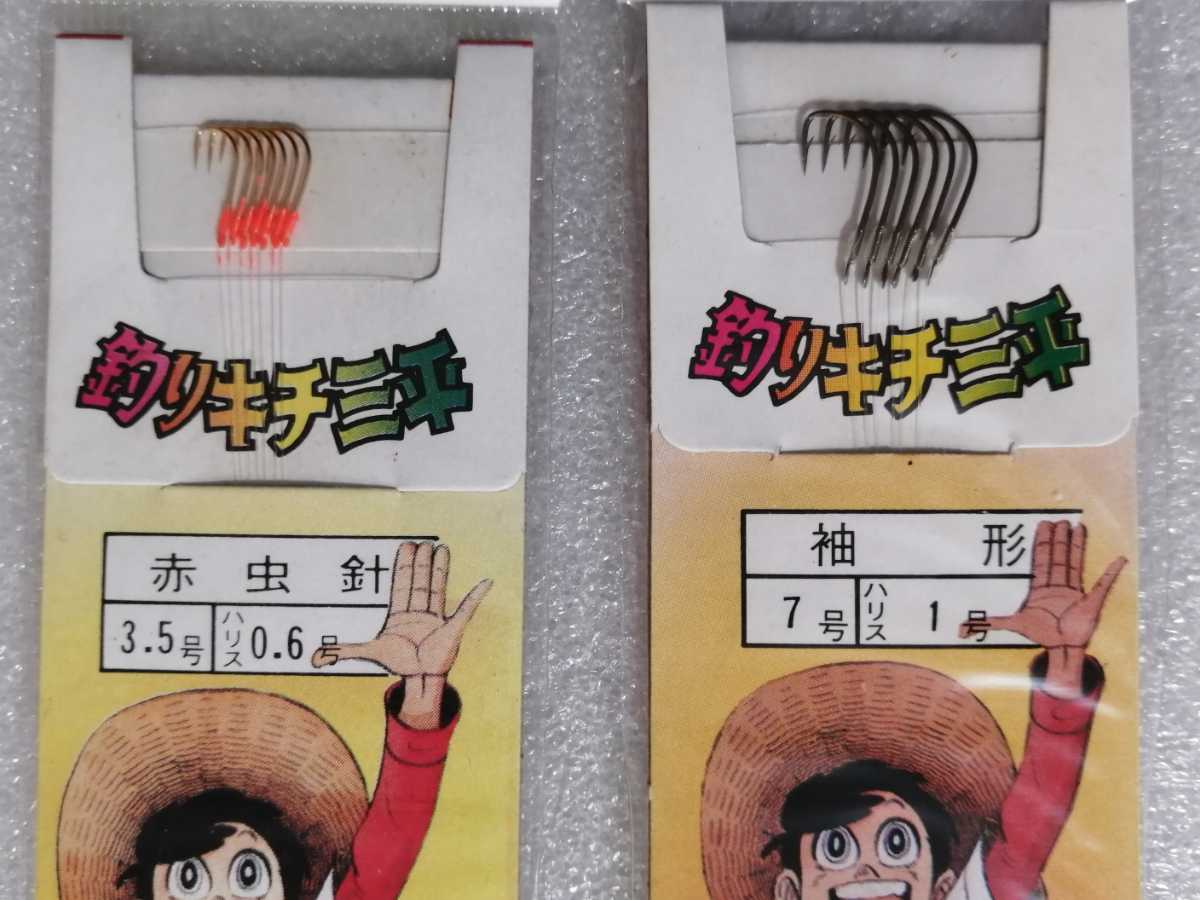 釣りキチ三平
赤虫針
3.5号 ハリス 0.6号
釣りキチ三平
袖形
7号 ハリス 1号